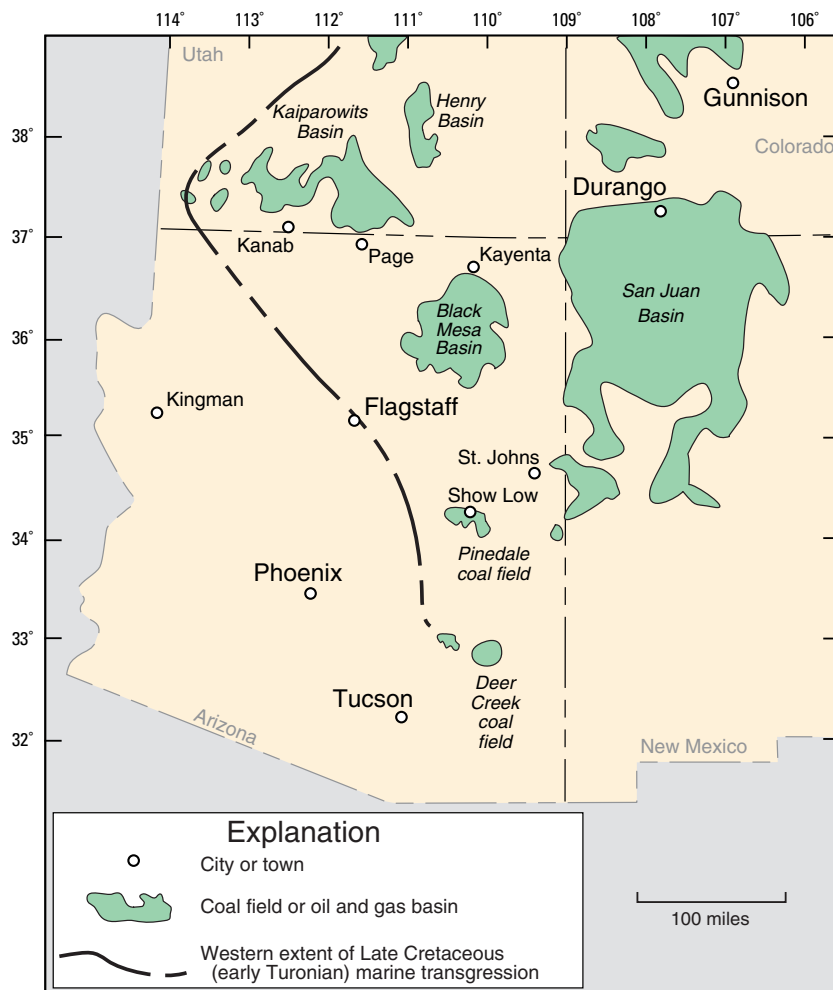 114° 113° 112° 111° 110° 109° 108° 107° 106°
Utah
Kaiparowits
Basin
Henry
Basin
Gunnison
Colorado
38°
Durango
37°
Kanab
Page
Kayenta
San Juan
Basin
Black
Mesa
Basin
36°
Kingman
Flagstaff
35°
St. Johns
Show Low
34°
Pinedale
coal field
Phoenix
33°
Deer
Creek
coal
field
Tucson
32°
Arizona
New Mexico
Explanation
City or town
Coal field or oil and gas basin
Western extent of Late Cretaceous
(early Turonian) marine transgression
100 miles